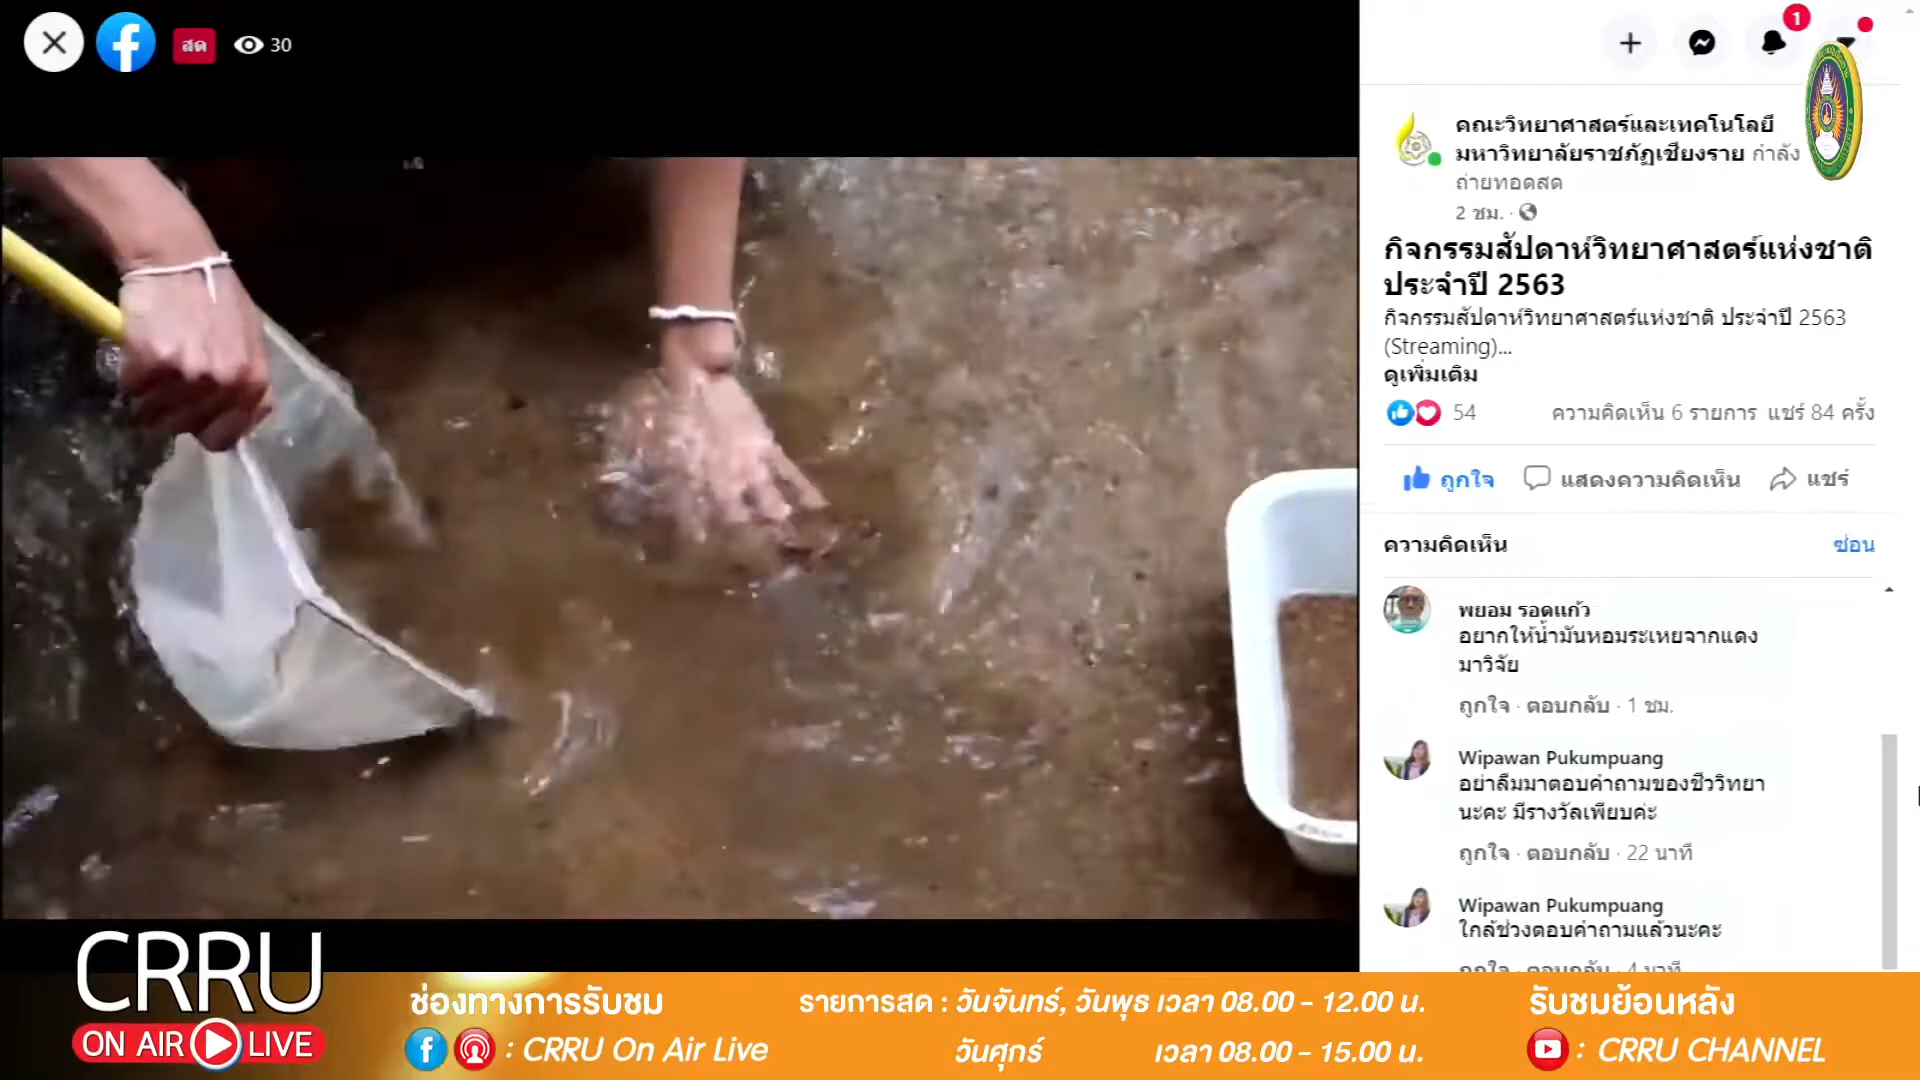 สด
30
1
คณะวิทยาศาสตร์และเทคโนโลยี
มหาวิทยาลัยราชภัฏเชียงราย กำลัง
ถ่ายทอดสด
2 ชม. ·
กิจกรรมสัปดาห์วิทยาศาสตร์แห่งชาติ
ประจำปี 2563
กิจกรรมสัปดาห์วิทยาศาสตร์แห่งชาติ ประจำปี 2563
(Streaming)...
ดูเพิ่มเติม
54 ความคิดเห็น 6 รายการ แชร์ 84 ครั้ง
ถูกใจ แสดงความคิดเห็น แชร์
ความคิดเห็น ซ่อน
พยอม รอดแก้ว
อยากให้น้ำมันหอมระเหยจากแดง
มาวิจัย
ถูกใจ · ตอบกลับ · 1 ชม.
Wipawan Pukumpuang
อย่าลืมมาตอบคำถามของชีววิทยา
นะคะ มีรางวัลเพียบค่ะ
ถูกใจ · ตอบกลับ · 22 นาที
Wipawan Pukumpuang
ใกล้ช่วงตอบคำถามแล้วนะคะ
ถูกใจ · ตอบกลับ · 4 นาที
CRRU
ON AIR LIVE
ช่องทางการรับชม
: CRRU On Air Live
รายการสด : วันจันทร์, วันพุธ เวลา 08.00 - 12.00 น.
วันศุกร์ เวลา 08.00 - 15.00 น.
รับชมย้อนหลัง
: CRRU CHANNEL